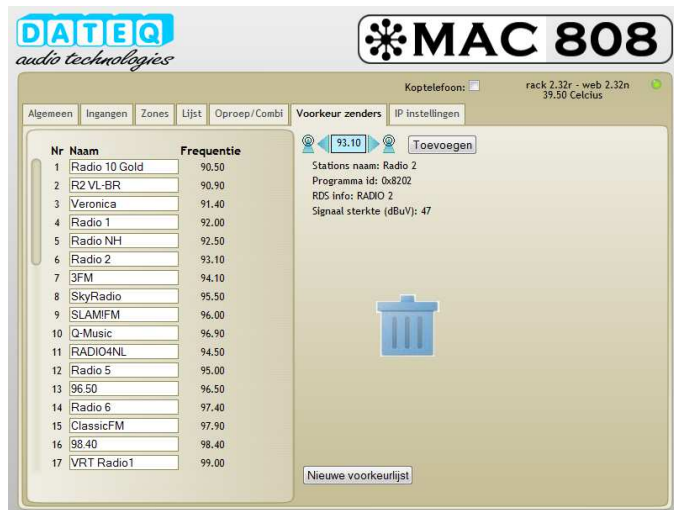 DATEQ
audio technologies
MAC 808
Koptelefoon:
rack 2.32r - web 2.32n
39.50 Celcius
Algemeen Ingangen Zones Lijst Oproep/Combi Voorkeur zenders IP instellingen
Nr Naam Frequentie
1 Radio 10 Gold 90.50
2 R2 VL-BR 90.90
3 Veronica 91.40
4 Radio 1 92.00
5 Radio NH 92.50
6 Radio 2 93.10
7 3FM 94.10
8 SkyRadio 95.50
9 SLAM!FM 96.00
10 Q-Music 96.90
11 RADIO4NL 94.50
12 Radio 5 95.00
13 96.50 96.50
14 Radio 6 97.40
15 ClassicFM 97.90
16 98.40 98.40
17 VRT Radio1 99.00
93.10 Toevoegen
Stations naam: Radio 2
Programma id: 0x8202
RDS info: RADIO 2
Signaal sterkte (dBuV): 47
Nieuwe voorkeurlijst